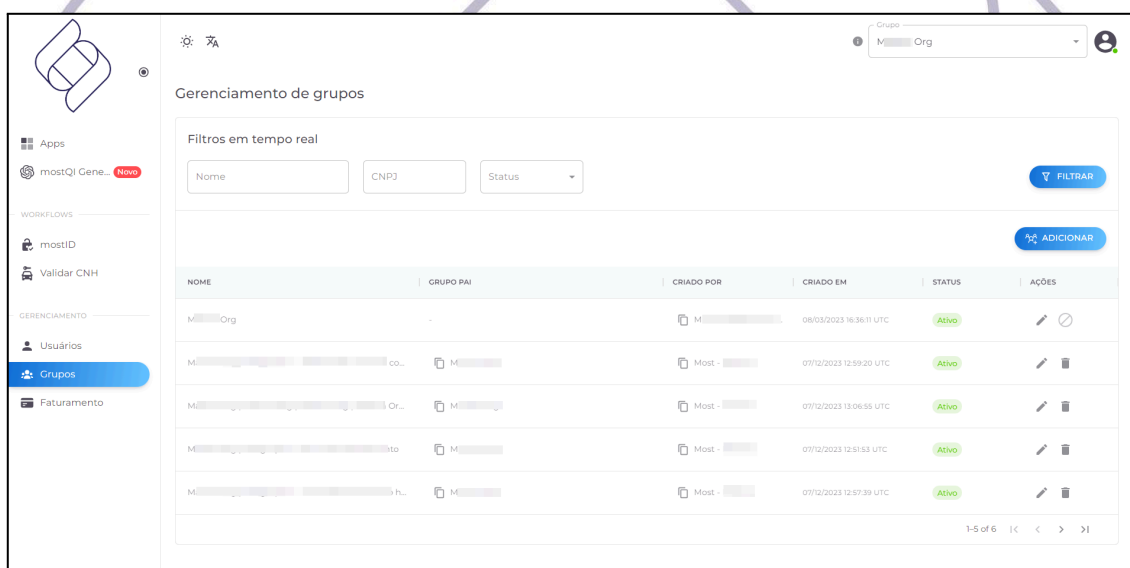 Grupo
M Org
Gerenciamento de grupos
Apps
mostQI Gene... Novo
Filtros em tempo real
Nome
CNPJ
Status
FILTRAR
WORKFLOWS
mostID
Validar CNH
ADICIONAR
GERENCIAMENTO
Usuários
Grupos
Faturamento
NOME GRUPO PAI CRIADO POR CRIADO EM STATUS AÇÕES
M Org - M 08/03/2023 16:36:11 UTC Ativo
M co... M Most - 07/12/2023 12:59:20 UTC Ativo
M Or... M Most - 07/12/2023 13:06:55 UTC Ativo
M to M Most - 07/12/2023 12:51:53 UTC Ativo
M h... M Most - 07/12/2023 12:57:39 UTC Ativo
1-5 of 6